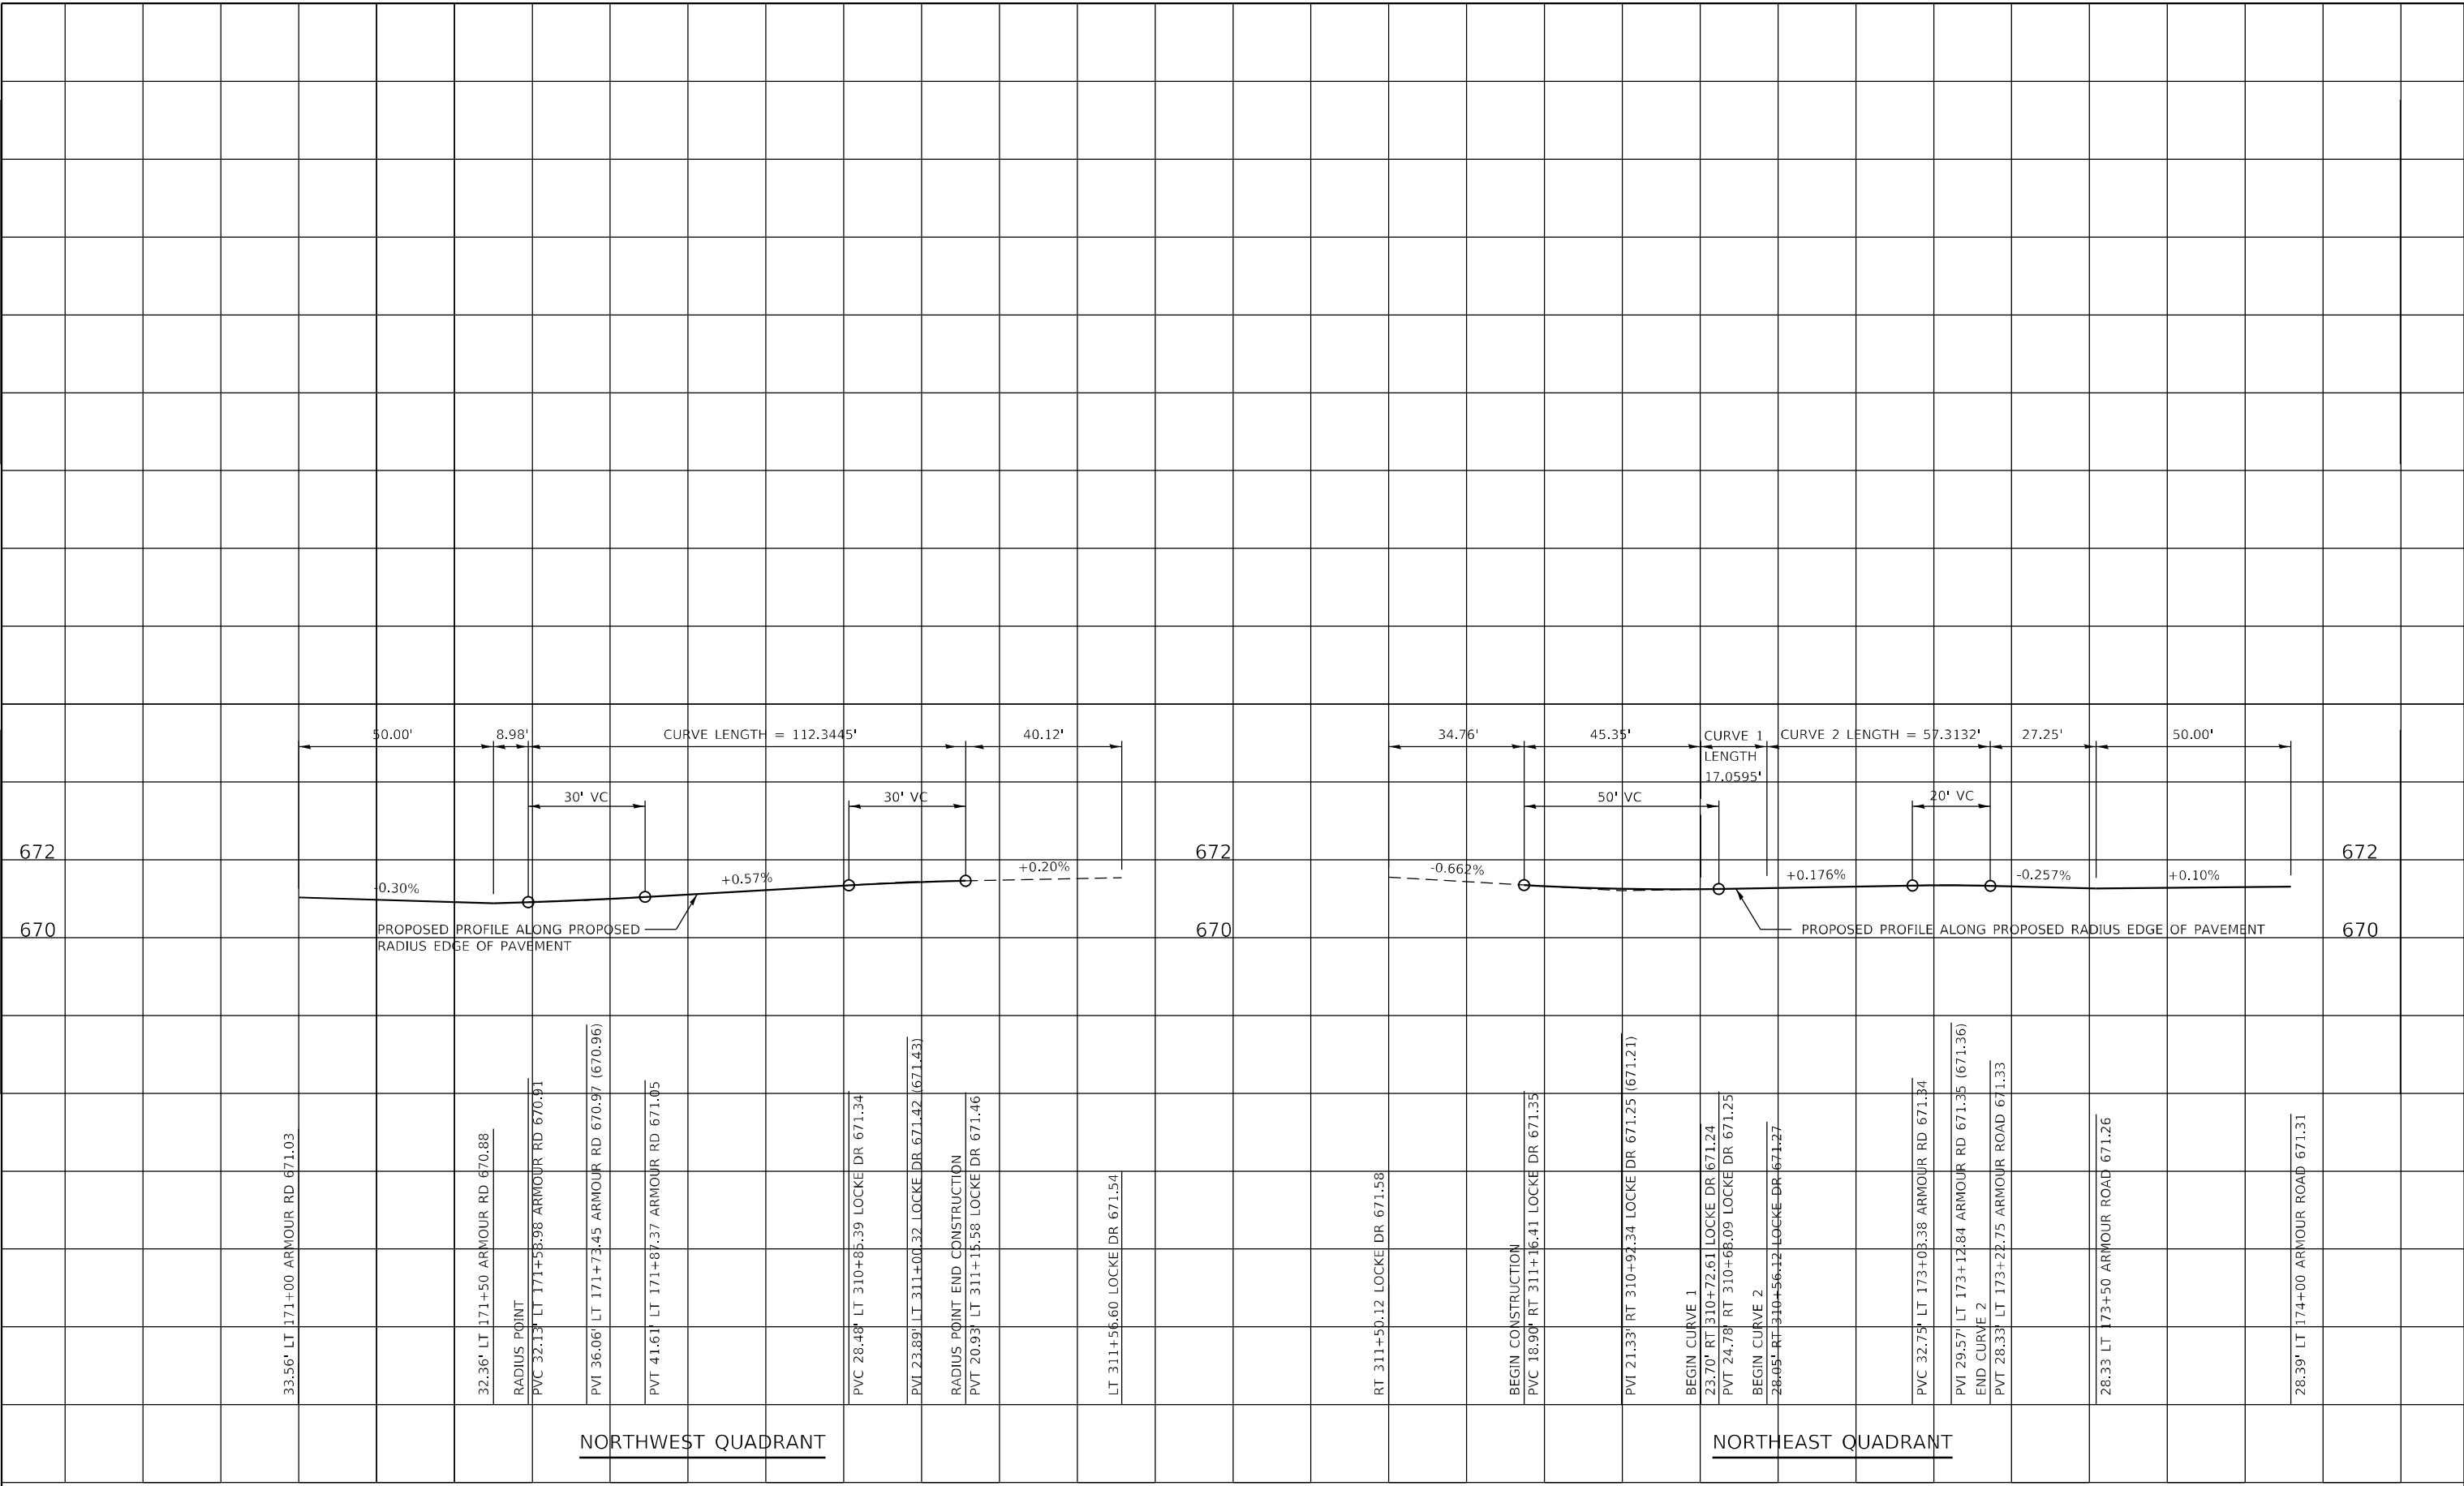 50.00'
8.98'
CURVE LENGTH = 112.3445'
40.12'
34.76'
45.35'
CURVE 1
LENGTH
17.0595'
CURVE 2 LENGTH = 57.3132'
27.25'
50.00'
30' VC
30' VC
50' VC
20' VC
672
672
672
-0.30%
+0.57%
+0.20%
-0.662%
+0.176%
-0.257%
+0.10%
670
670
670
PROPOSED PROFILE ALONG PROPOSED
RADIUS EDGE OF PAVEMENT
PROPOSED PROFILE ALONG PROPOSED RADIUS EDGE OF PAVEMENT
33.56' LT 171+00 ARMOUR RD 671.03
32.36' LT 171+50 ARMOUR RD 670.88
RADIUS POINT
PVC 32.13' LT 171+58.98 ARMOUR RD 670.91
PVI 36.06' LT 171+73.45 ARMOUR RD 670.97 (670.96)
PVT 41.61' LT 171+87.37 ARMOUR RD 671.05
PVC 28.48' LT 310+85.39 LOCKE DR 671.34
PVI 23.89' LT 311+00.32 LOCKE DR 671.42 (671.43)
RADIUS POINT END CONSTRUCTION
PVT 20.93' LT 311+15.58 LOCKE DR 671.46
LT 311+56.60 LOCKE DR 671.54
RT 311+50.12 LOCKE DR 671.58
BEGIN CONSTRUCTION
PVC 18.90' RT 311+16.41 LOCKE DR 671.35
PVI 21.33' RT 310+92.34 LOCKE DR 671.25 (671.21)
BEGIN CURVE 1
23.70' RT 310+72.61 LOCKE DR 671.24
PVT 24.78' RT 310+68.09 LOCKE DR 671.25
BEGIN CURVE 2
28.05' RT 310+56.12 LOCKE DR 671.27
PVC 32.75' LT 173+03.38 ARMOUR RD 671.34
PVI 29.57' LT 173+12.84 ARMOUR RD 671.35 (671.36)
END CURVE 2
PVT 28.33' LT 173+22.75 ARMOUR ROAD 671.33
28.33 LT 173+50 ARMOUR ROAD 671.26
28.39' LT 174+00 ARMOUR ROAD 671.31
NORTHWEST QUADRANT
NORTHEAST QUADRANT